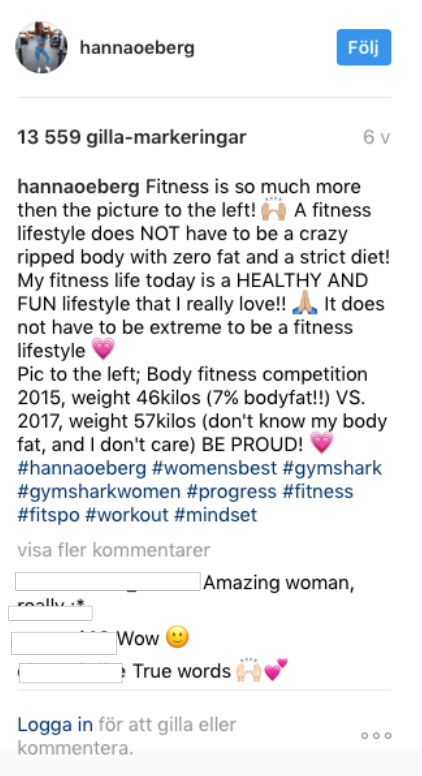 hannaoeberg
Följ
13 559 gilla-markeringar
6 v
hannaoeberg Fitness is so much more
then the picture to the left! 🙌🏼 A fitness
lifestyle does NOT have to be a crazy
ripped body with zero fat and a strict diet!
My fitness life today is a HEALTHY AND
FUN lifestyle that I really love!! 🙏🏼 It does
not have to be extreme to be a fitness
lifestyle 💗
Pic to the left; Body fitness competition
2015, weight 46kilos (7% bodyfat!!) VS.
2017, weight 57kilos (don't know my body
fat, and I don't care) BE PROUD! 💗
#hannaoeberg #womensbest #gymshark
#gymsharkwomen #progress #fitness
#fitspo #workout #mindset
visa fler kommentarer
Amazing woman,
really :*
Wow 🙂
True words 🙌🏼💕
Logga in för att gilla eller
kommentera.